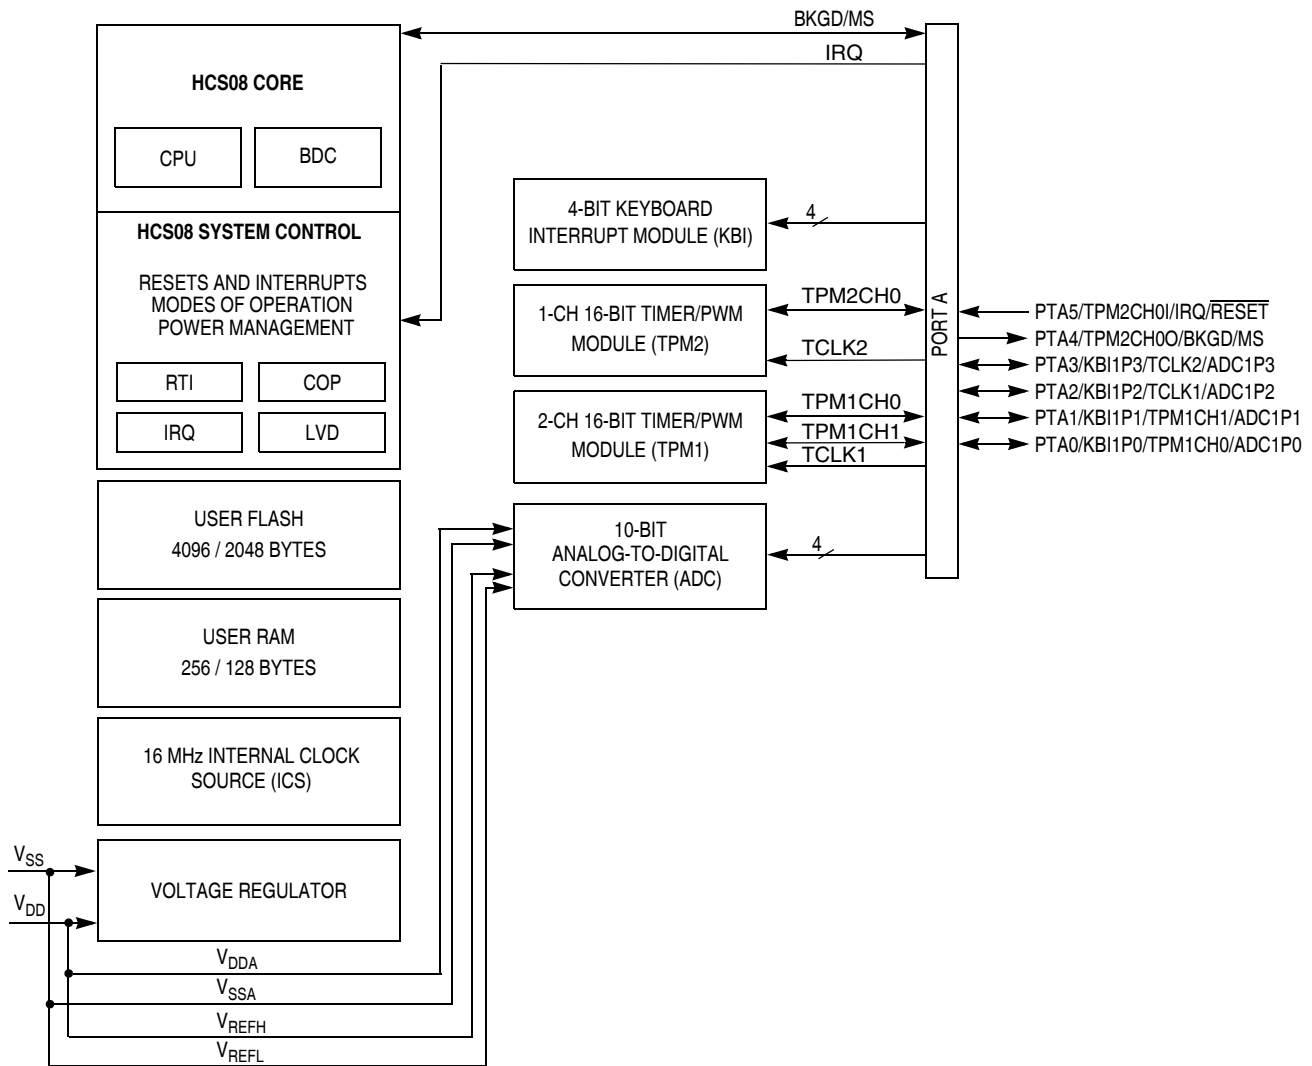 BKGD/MS
IRQ
HCS08 CORE
CPU
BDC
HCS08 SYSTEM CONTROL
RESETS AND INTERRUPTS
MODES OF OPERATION
POWER MANAGEMENT
RTI
COP
IRQ
LVD
USER FLASH
4096 / 2048 BYTES
USER RAM
256 / 128 BYTES
16 MHz INTERNAL CLOCK
SOURCE (ICS)
VOLTAGE REGULATOR
VSS
VDD
VDDA
VSSA
VREFH
VREFL
4-BIT KEYBOARD
INTERRUPT MODULE (KBI)
4
1-CH 16-BIT TIMER/PWM
MODULE (TPM2)
TPM2CH0
TCLK2
2-CH 16-BIT TIMER/PWM
MODULE (TPM1)
TPM1CH0
TPM1CH1
TCLK1
10-BIT
ANALOG-TO-DIGITAL
CONVERTER (ADC)
4
PORT A
PTA5/TPM2CH0I/IRQ/RESET
PTA4/TPM2CH0O/BKGD/MS
PTA3/KBI1P3/TCLK2/ADC1P3
PTA2/KBI1P2/TCLK1/ADC1P2
PTA1/KBI1P1/TPM1CH1/ADC1P1
PTA0/KBI1P0/TPM1CH0/ADC1P0